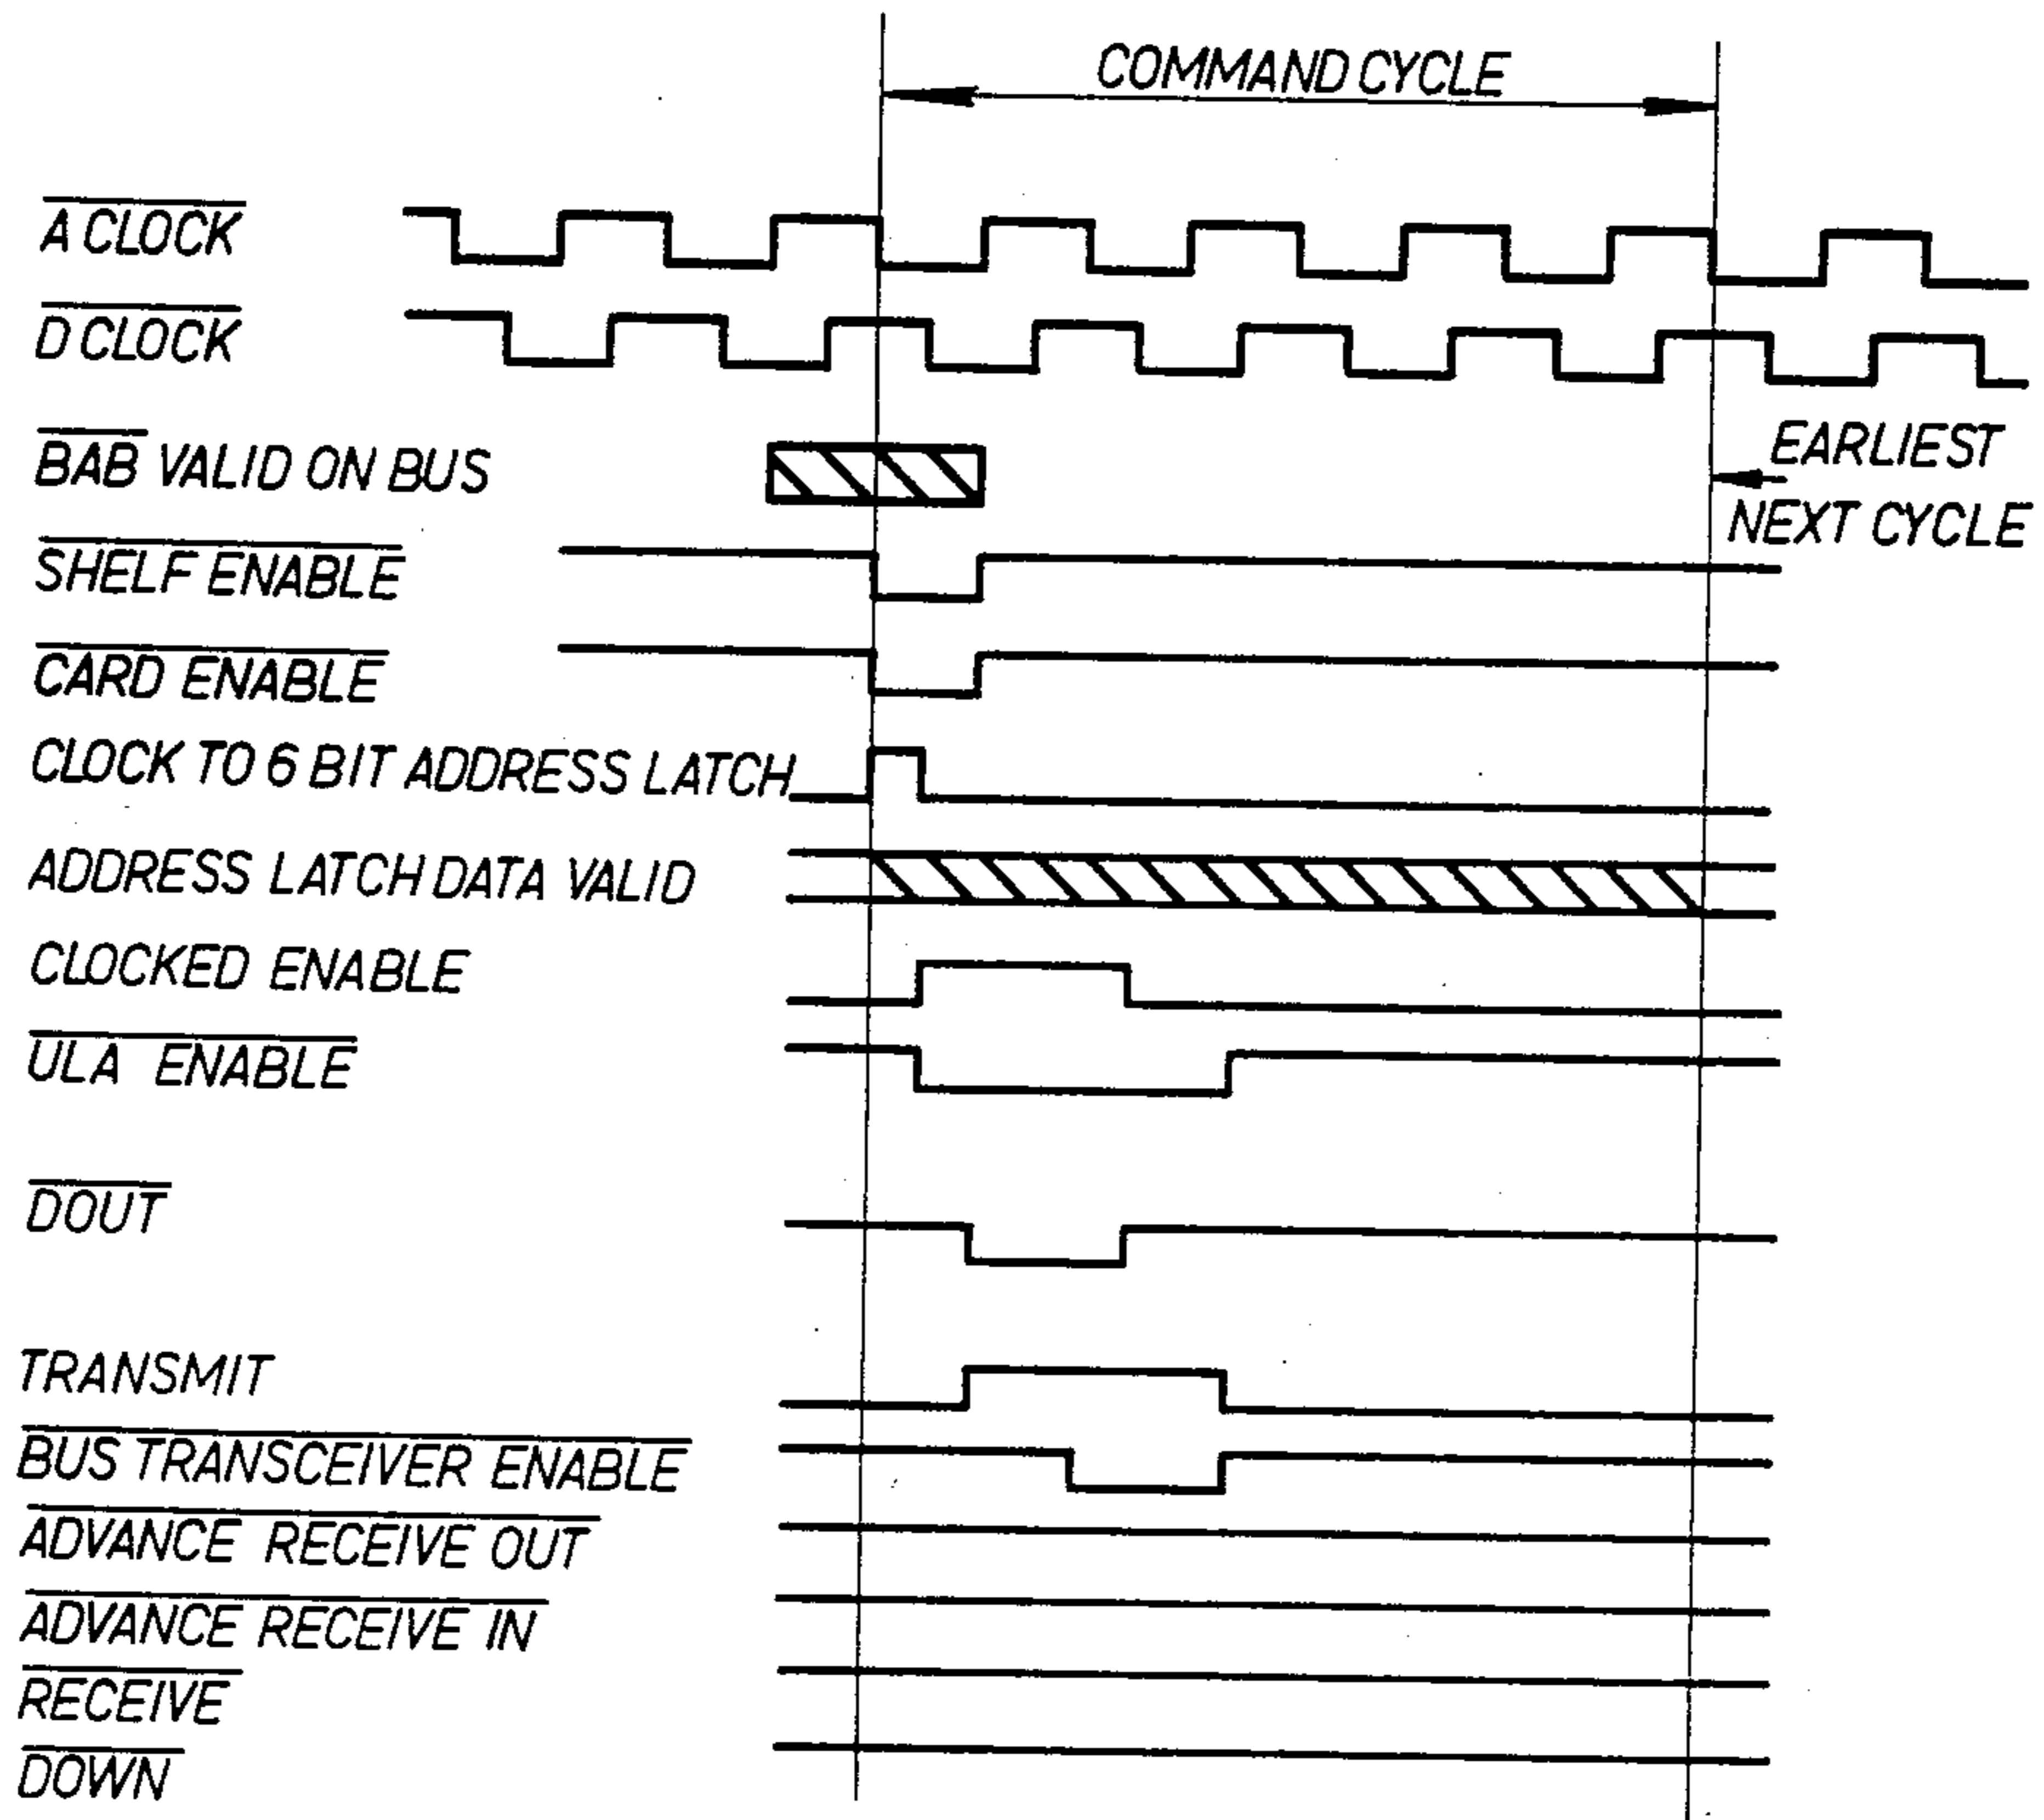 COMMAND CYCLE
A CLOCK
D CLOCK
BAB VALID ON BUS
EARLIEST
NEXT CYCLE
SHELF ENABLE
CARD ENABLE
CLOCK TO 6 BIT ADDRESS LATCH
ADDRESS LATCH DATA VALID
CLOCKED ENABLE
ULA ENABLE
DOUT
TRANSMIT
BUS TRANSCEIVER ENABLE
ADVANCE RECEIVE OUT
ADVANCE RECEIVE IN
RECEIVE
DOWN